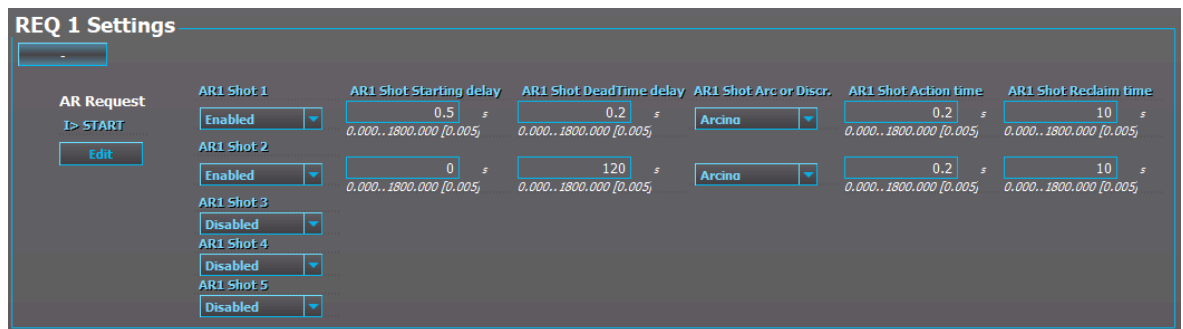 REQ 1 Settings
-
AR1 Shot 1 AR1 Shot Starting delay AR1 Shot DeadTime delay AR1 Shot Arc or Discr. AR1 Shot Action time AR1 Shot Reclaim time
AR Request
Enabled 0.5 s 0.2 s Arcing 0.2 s 10 s
I> START
0.000..1800.000 [0.005] 0.000..1800.000 [0.005] 0.000..1800.000 [0.005] 0.000..1800.000 [0.005]
Edit
AR1 Shot 2
Enabled 0 s 120 s Arcing 0.2 s 10 s
0.000..1800.000 [0.005] 0.000..1800.000 [0.005] 0.000..1800.000 [0.005] 0.000..1800.000 [0.005]
AR1 Shot 3
Disabled
AR1 Shot 4
Disabled
AR1 Shot 5
Disabled